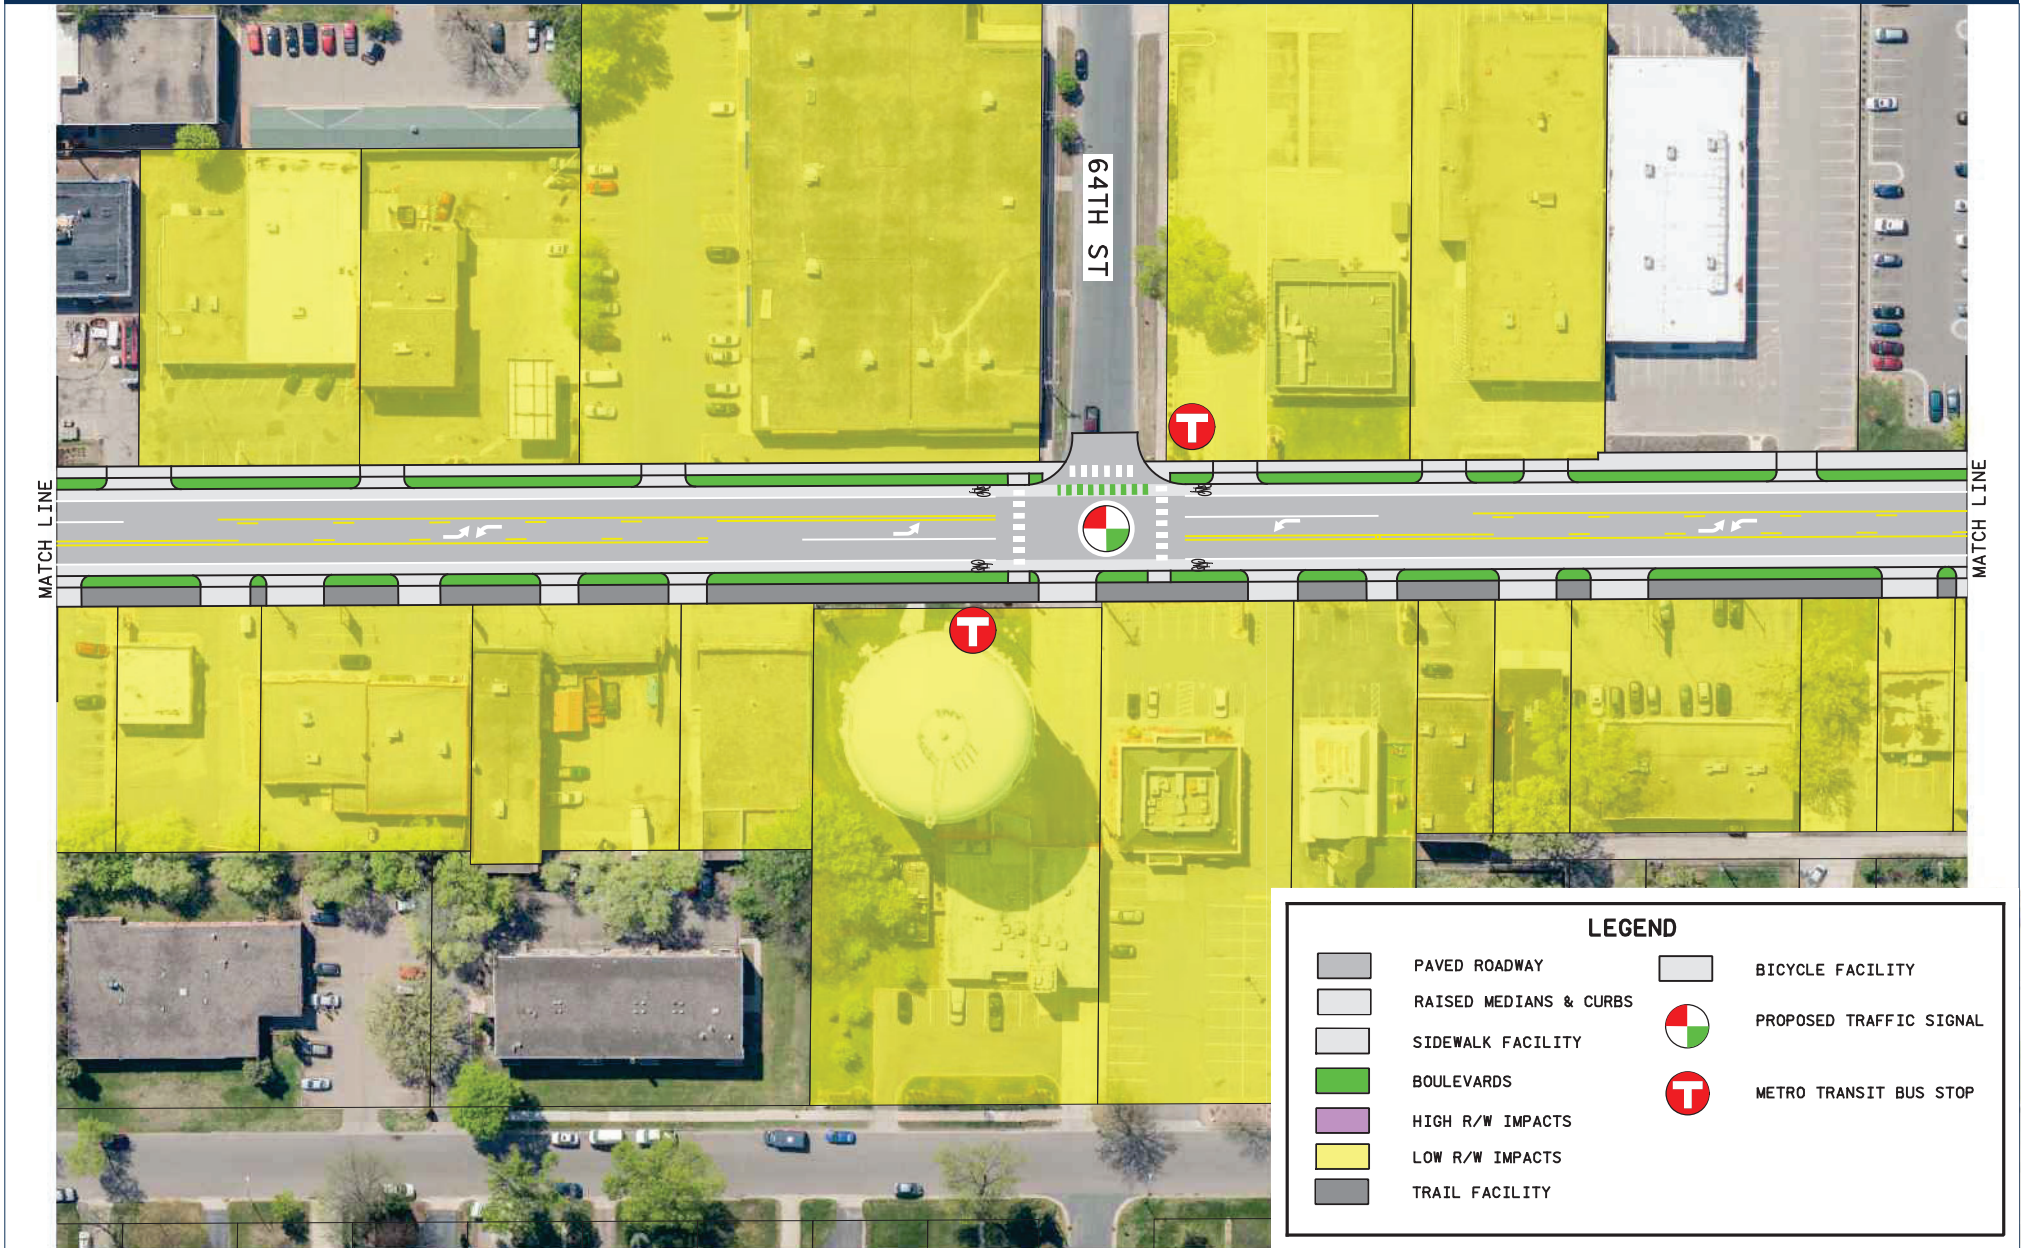 64TH ST
T
MATCH LINE
MATCH LINE
T
LEGEND
PAVED ROADWAY
RAISED MEDIANS & CURBS
SIDEWALK FACILITY
BOULEVARDS
HIGH R/W IMPACTS
LOW R/W IMPACTS
TRAIL FACILITY
BICYCLE FACILITY
PROPOSED TRAFFIC SIGNAL
T
METRO TRANSIT BUS STOP